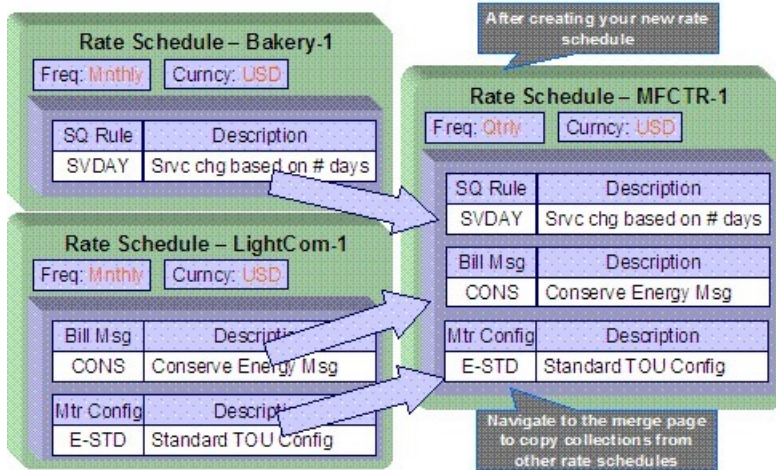 Rate Schedule – Bakery-1
Freq: Mnthly Curncy: USD
SQ Rule Description
SVDAY Srvc chg based on # days
Rate Schedule – LightCom-1
Freq: Mnthly Curncy: USD
Bill Msg Description
CONS Conserve Energy Msg
Mtr Config Description
E-STD Standard TOU Config
After creating your new rate
schedule
Rate Schedule – MFCTR-1
Freq: Qtrly Curncy: USD
SQ Rule Description
SVDAY Srvc chg based on # days
Bill Msg Description
CONS Conserve Energy Msg
Mtr Config Description
E-STD Standard TOU Config
Navigate to the merge page
to copy collections from
other rate schedules